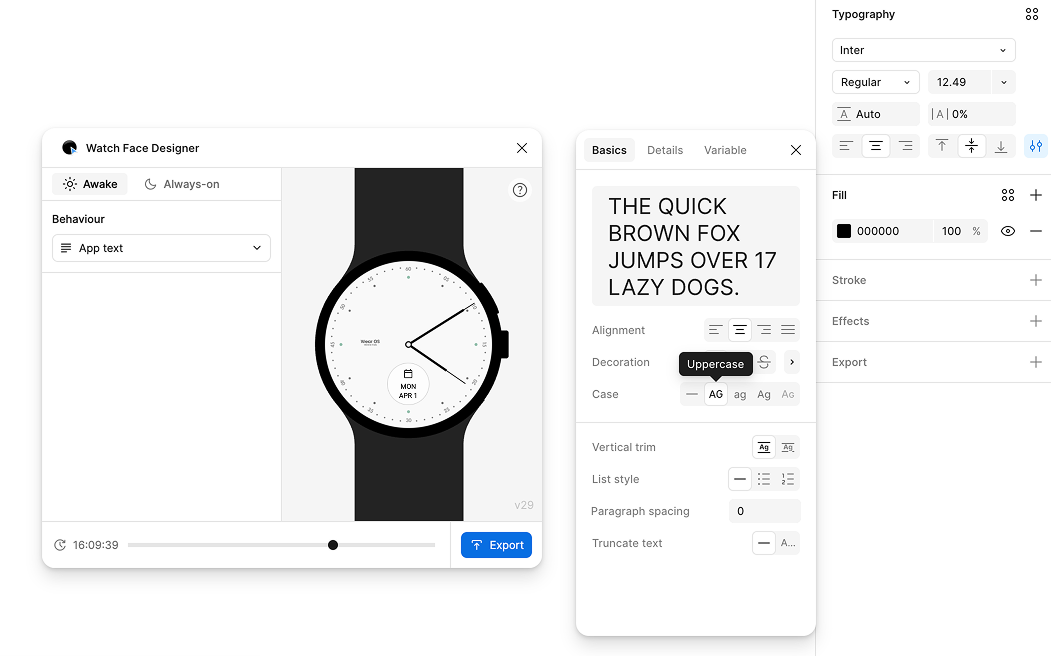 Watch Face Designer
Awake
Always-on
Behaviour
App text
Wear OS
MON
APR 1
v29
16:09:39
Export
Basics
Details
Variable
THE QUICK
BROWN FOX
JUMPS OVER 17
LAZY DOGS.
Alignment
Decoration
Uppercase
Case
AG
ag
Ag
Ag
Vertical trim
Ag
Ag
List style
Paragraph spacing
0
Truncate text
A...
Typography
Inter
Regular
12.49
A
Auto
A
0%
Fill
000000
100
%
Stroke
Effects
Export